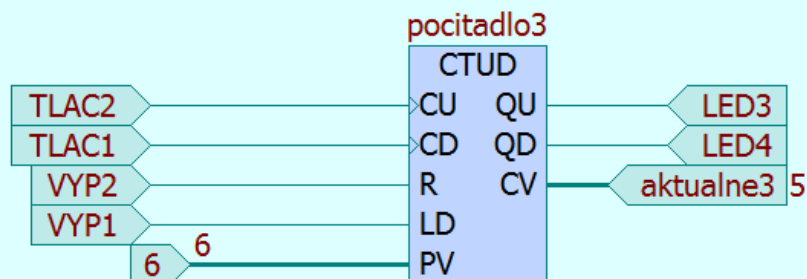 pocitadlo3
CTUD
TLAC2 CU QU LED3
TLAC1 CD QD LED4
VYP2 R CV aktualne3 5
VYP1 LD
6 6 PV